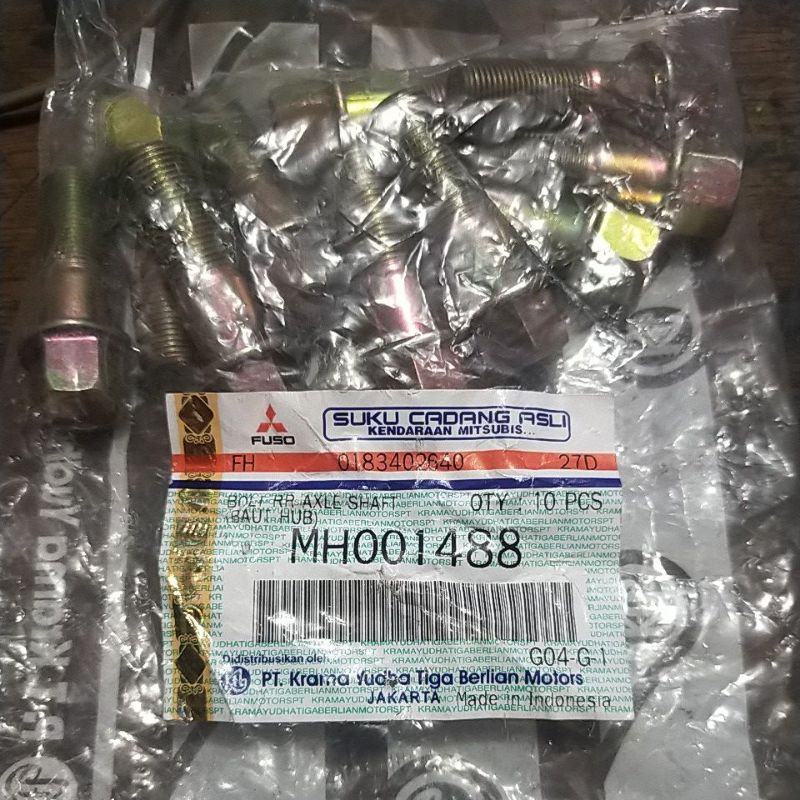 FUSO
SUKU CADANG ASLI
KENDARAAN MITSUBIS...
FH 0183402640 27D
BOLT RR AXLE SHAFT QTY : 10 PCS
(BAUT HUB)
MH001488
G04-G-1
Didistribusikan oleh
PT. Krama Yudha Tiga Berlian Motors
JAKARTA Made in Indonesia